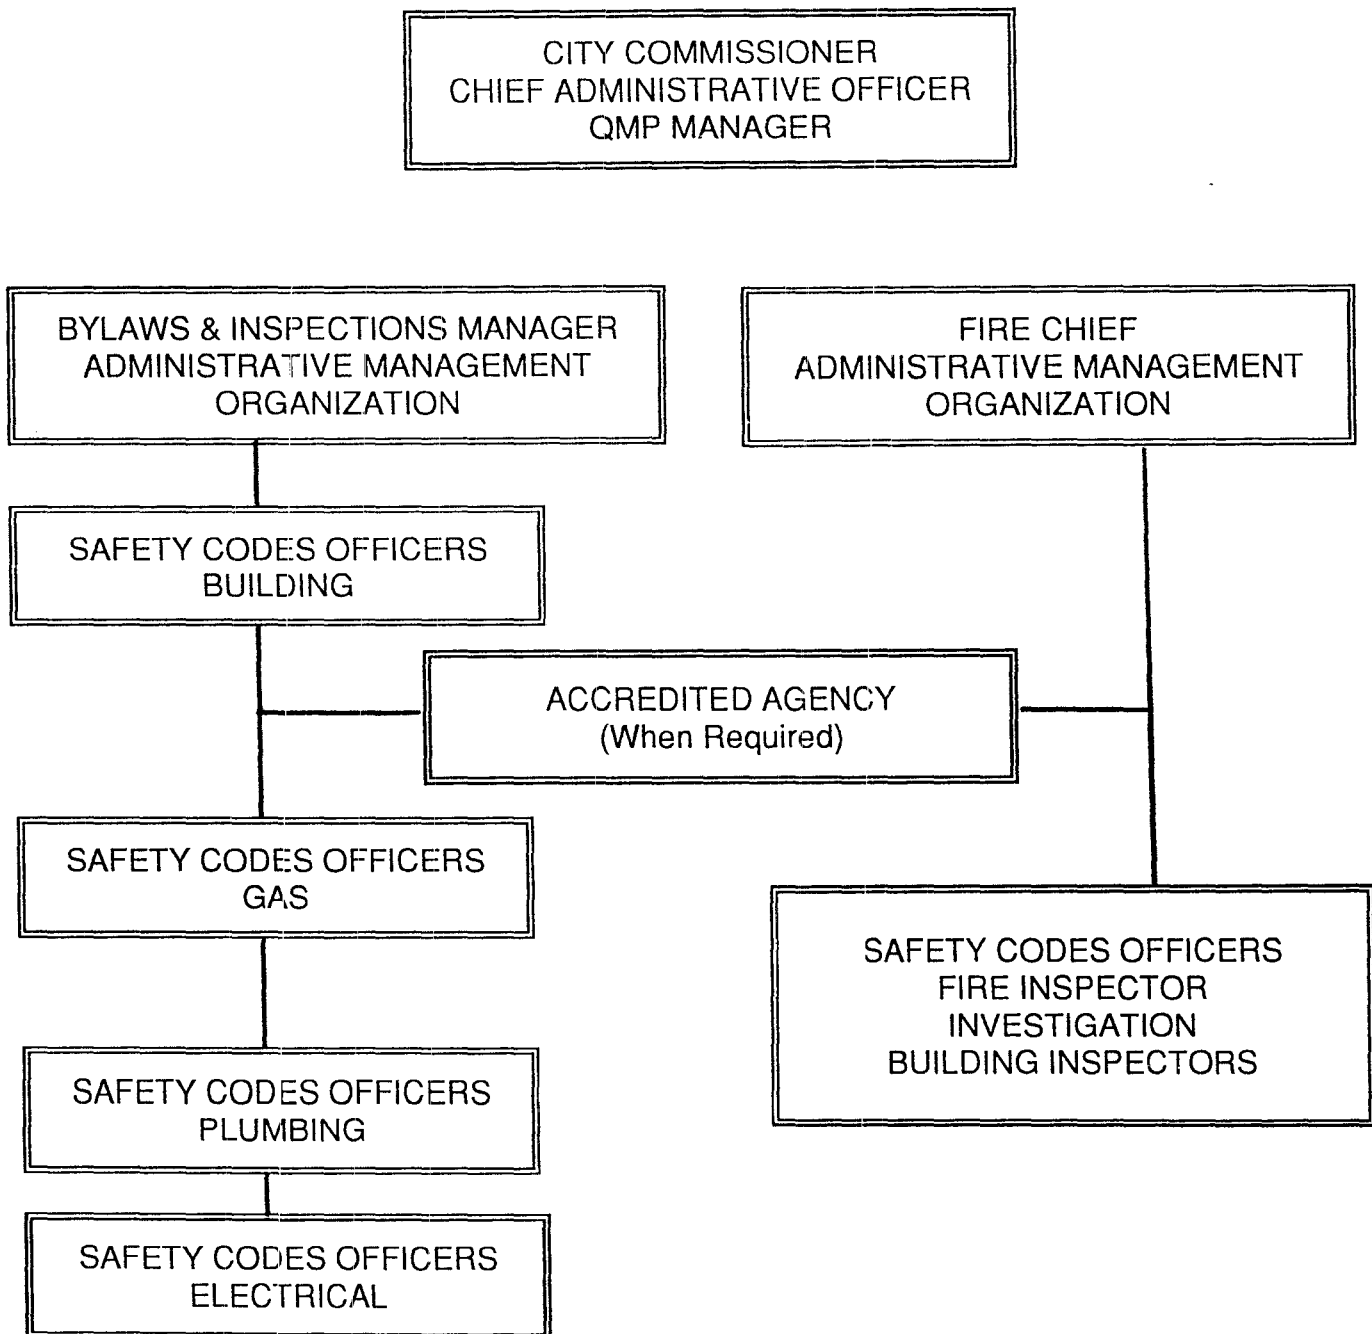 CITY COMMISSIONER
CHIEF ADMINISTRATIVE OFFICER
QMP MANAGER
BYLAWS & INSPECTIONS MANAGER
ADMINISTRATIVE MANAGEMENT
ORGANIZATION
FIRE CHIEF
ADMINISTRATIVE MANAGEMENT
ORGANIZATION
SAFETY CODES OFFICERS
BUILDING
ACCREDITED AGENCY
(When Required)
SAFETY CODES OFFICERS
GAS
SAFETY CODES OFFICERS
FIRE INSPECTOR
INVESTIGATION
BUILDING INSPECTORS
SAFETY CODES OFFICERS
PLUMBING
SAFETY CODES OFFICERS
ELECTRICAL